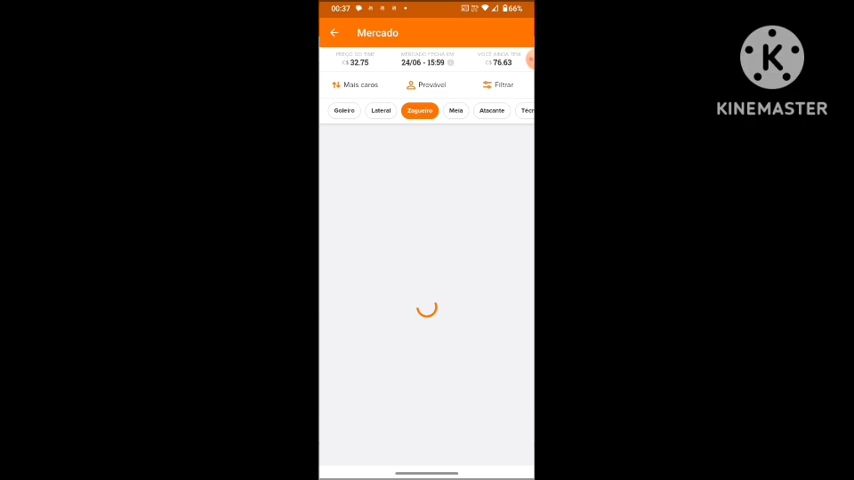 00:37
66%
Mercado
PREÇO DO TIME
C$ 32.75
MERCADO FECHA EM
24/06 - 15:59
VOCÊ AINDA TEM
C$ 76.63
Mais caros
Provável
Filtrar
Goleiro
Lateral
Zagueiro
Meia
Atacante
Técn
K
KINEMASTER